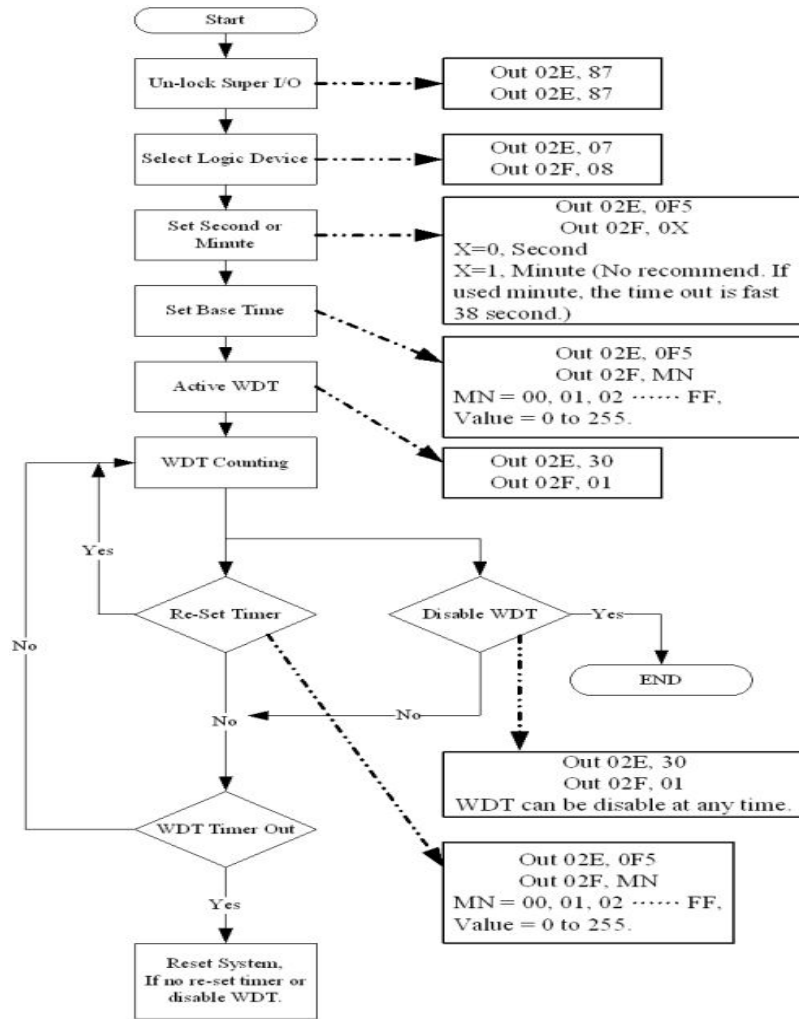 Start
Un-lock Super I/O
Out 02E, 87
Out 02E, 87
Select Logic Device
Out 02E, 07
Out 02F, 08
Set Second or
Minute
Out 02E, 0F5
Out 02F, 0X
X=0, Second
X=1, Minute (No recommend. If
used minute, the time out is fast
38 second.)
Set Base Time
Out 02E, 0F5
Out 02F, MN
MN = 00, 01, 02 ······ FF,
Value = 0 to 255.
Active WDT
Out 02E, 30
Out 02F, 01
WDT Counting
Yes
Re-Set Timer
Disable WDT
Yes
No
END
No
No
Out 02E, 30
Out 02F, 01
WDT can be disable at any time.
WDT Timer Out
Out 02E, 0F5
Out 02F, MN
MN = 00, 01, 02 ······ FF,
Value = 0 to 255.
Yes
Reset System,
If no re-set timer or
disable WDT.